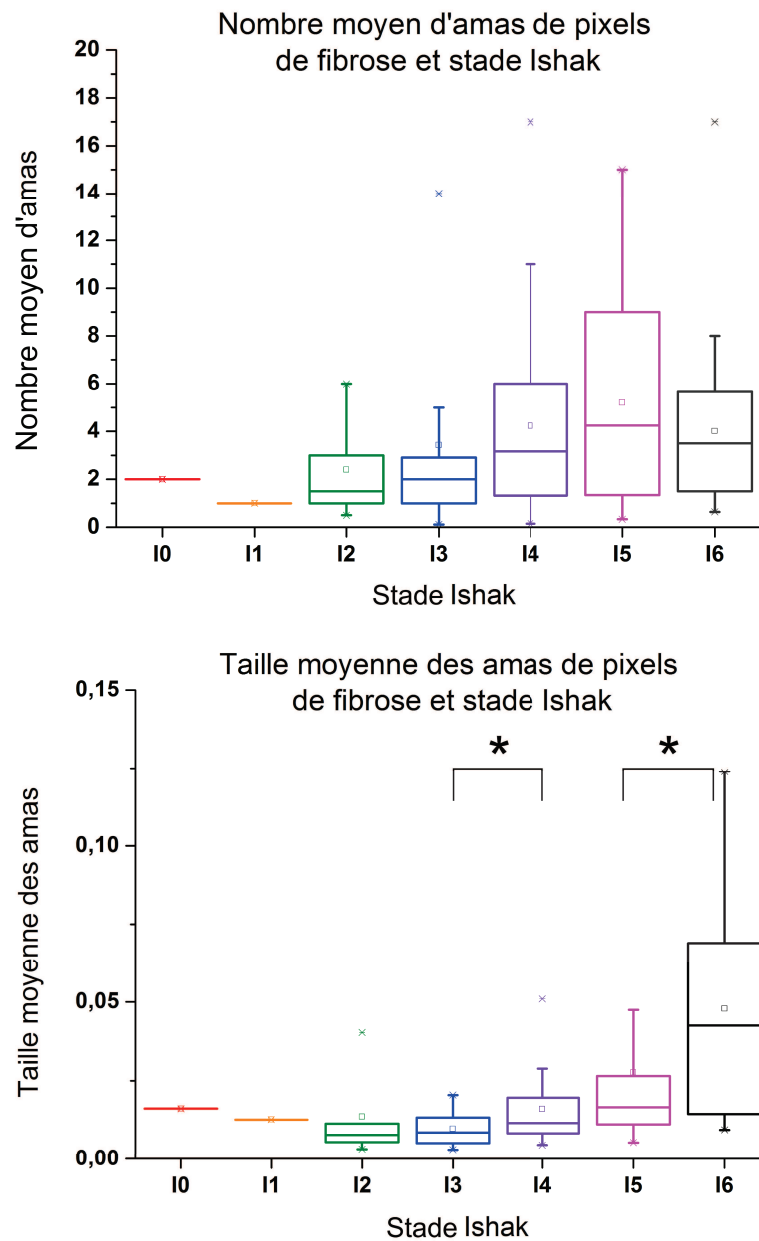 Nombre moyen d'amas de pixels
de fibrose et stade Ishak
Nombre moyen d'amas
20
18
16
14
12
10
8
6
4
2
0
I0 I1 I2 I3 I4 I5 I6
Stade Ishak
Taille moyenne des amas de pixels
de fibrose et stade Ishak
Taille moyenne des amas
0,15
0,10
0,05
0,00
* *
I0 I1 I2 I3 I4 I5 I6
Stade Ishak